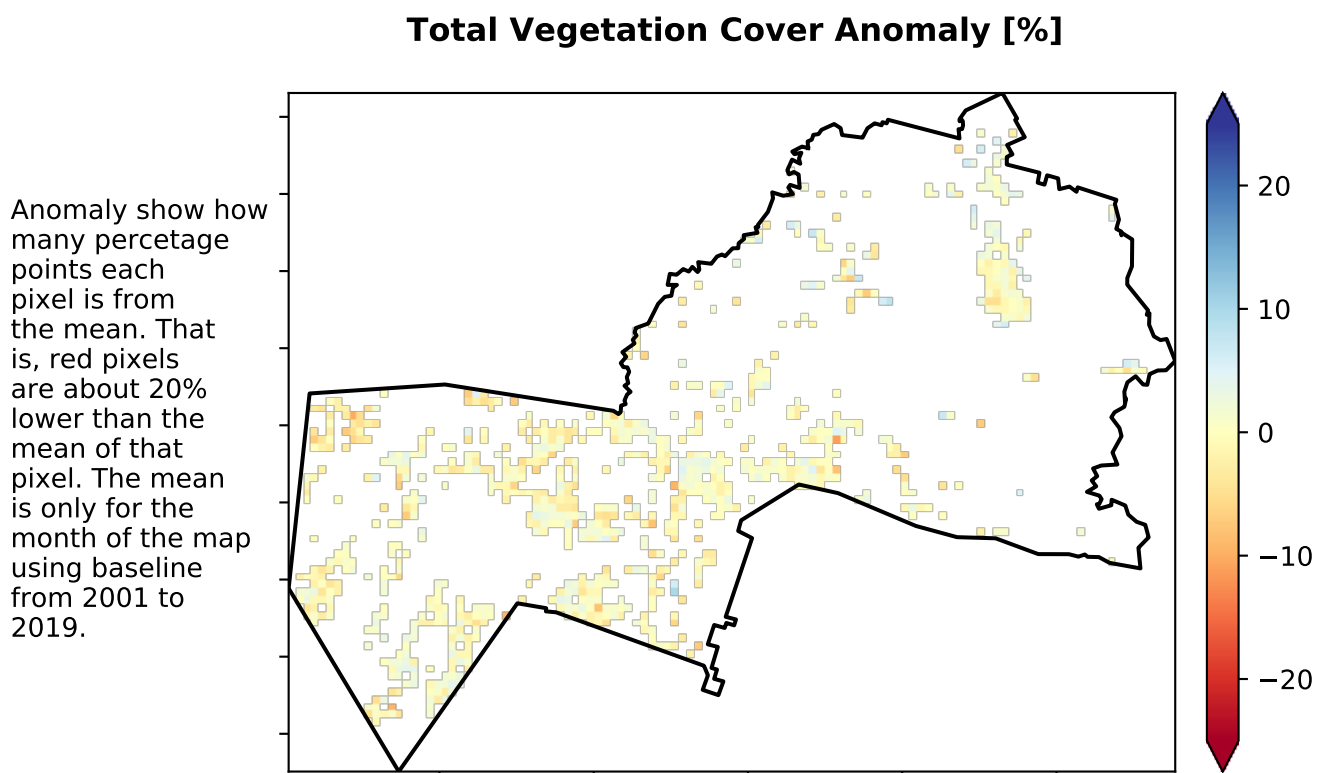 Total Vegetation Cover Anomaly [%]
Anomaly show how
many percetage
points each
pixel is from
the mean. That
is, red pixels
are about 20%
lower than the
mean of that
pixel. The mean
is only for the
month of the map
using baseline
from 2001 to
2019.
20
10
0
−10
−20